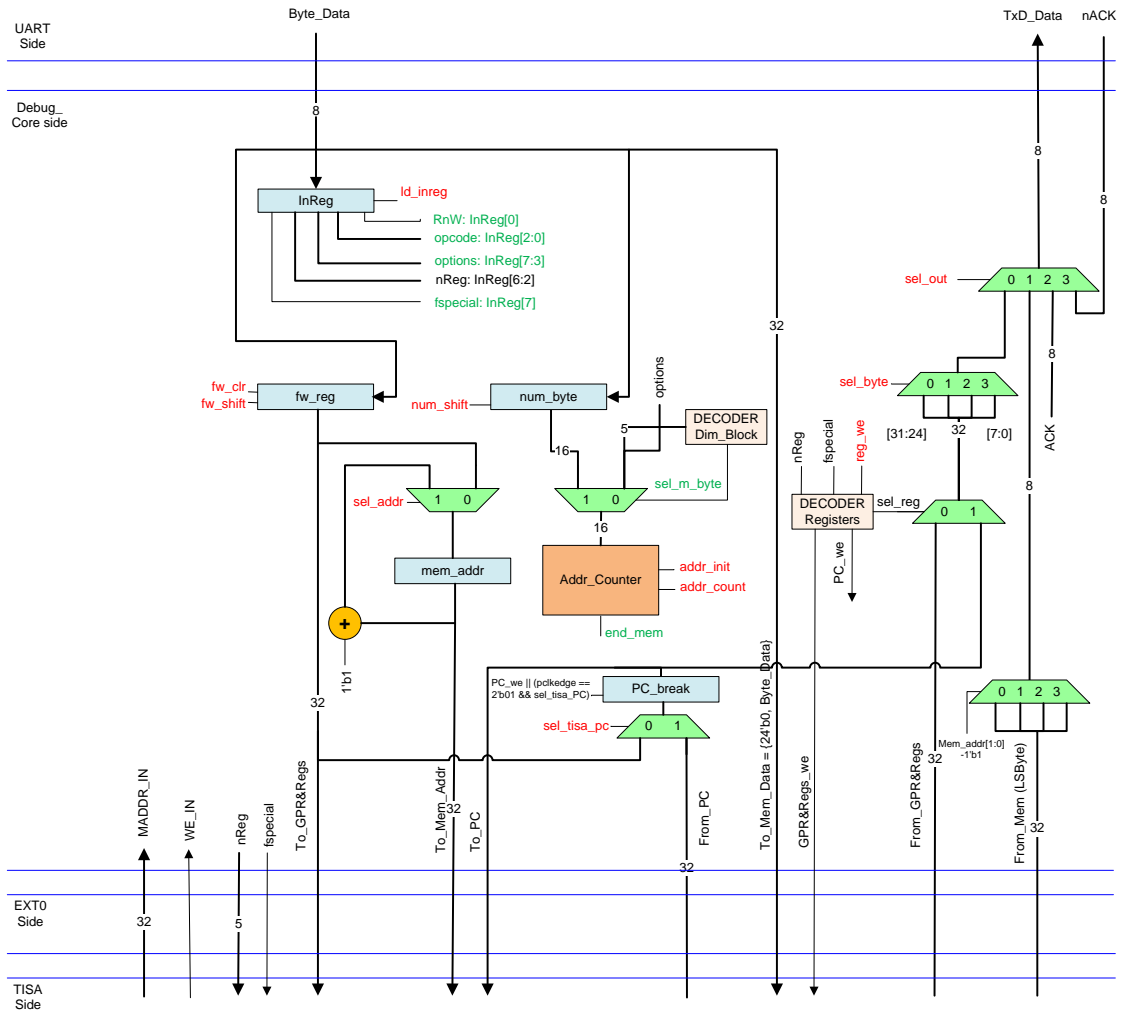 Byte_Data
TxD_Data
nACK
UART
Side
Debug_
Core side
8
8
8
InReg
ld_inreg
RnW: InReg[0]
opcode: InReg[2:0]
options: InReg[7:3]
nReg: InReg[6:2]
fspecial: InReg[7]
sel_out
0 1 2 3
32
8
fw_clr
fw_shift
fw_reg
num_shift
num_byte
options
sel_byte
0 1 2 3
DECODER
Dim_Block
5
16
[31:24]
32
[7:0]
ACK
nReg
fspecial
reg_we
8
sel_addr
1 0
1 0
sel_m_byte
DECODER
Registers
sel_reg
0 1
16
PC_we
mem_addr
Addr_Counter
addr_init
addr_count
+
end_mem
1'b1
PC_we || (pclkedge ==
2'b01 && sel_tisa_PC)
PC_break
0 1 2 3
32
sel_tisa_pc
0 1
Mem_addr[1:0]
-1'b1
32
MADDR_IN
WE_IN
nReg
fspecial
To_GPR&Regs
To_Mem_Addr
32
To_PC
From_PC
To_Mem_Data = {24'b0, Byte_Data}
GPR&Regs_we
From_GPR&Regs
From_Mem (LSByte)
32
32
EXT0
Side
32
5
TISA
Side